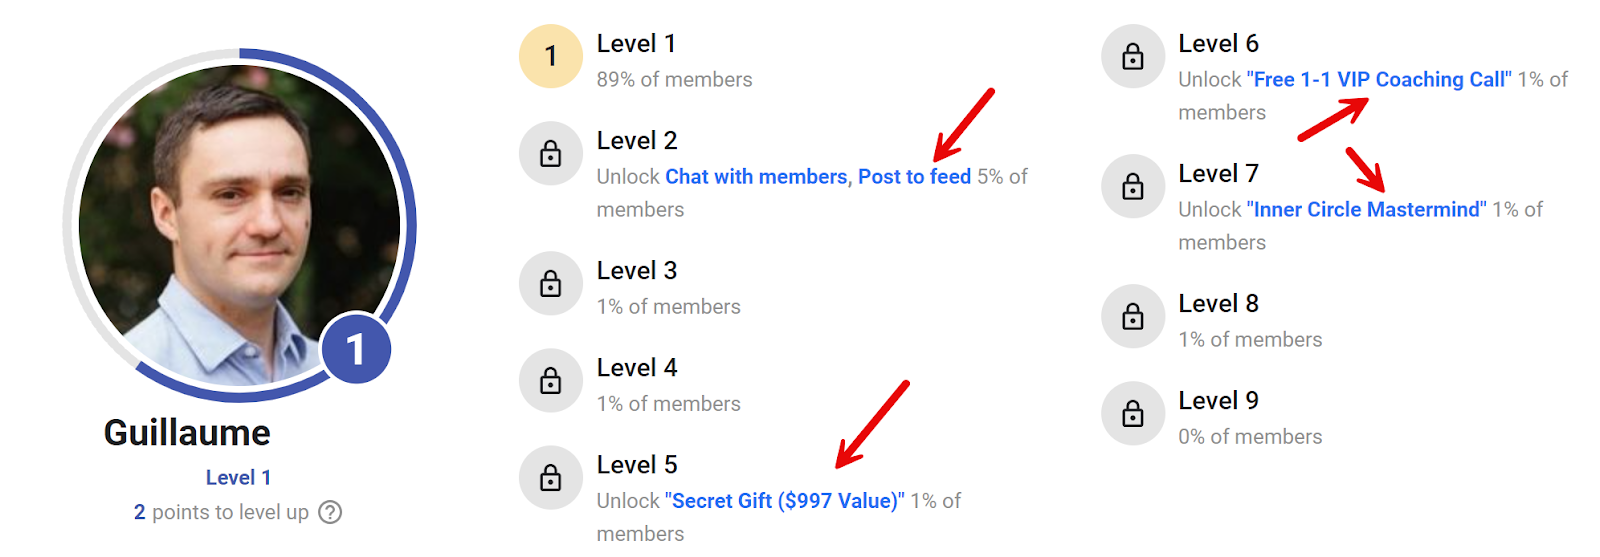 1
Guillaume
Level 1
2 points to level up ?
1
Level 1
89% of members
Level 2
Unlock Chat with members, Post to feed 5% of
members
Level 3
1% of members
Level 4
1% of members
Level 5
Unlock "Secret Gift ($997 Value)" 1% of
members
Level 6
Unlock "Free 1-1 VIP Coaching Call" 1% of
members
Level 7
Unlock "Inner Circle Mastermind" 1% of
members
Level 8
1% of members
Level 9
0% of members